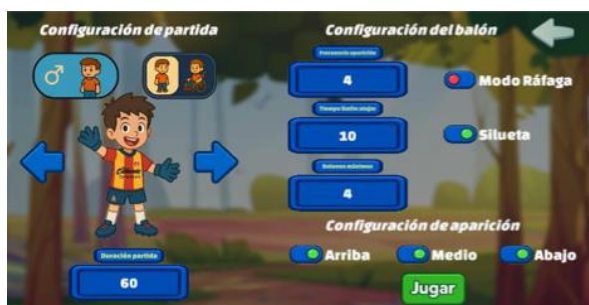 Configuración de partida
Configuración del balón
Frecuencia aparición
4
Modo Ráfaga
Tiempo balón atajar
10
Silueta
Balones máximos
4
Configuración de aparición
Arriba
Medio
Abajo
Duración partida
60
Jugar